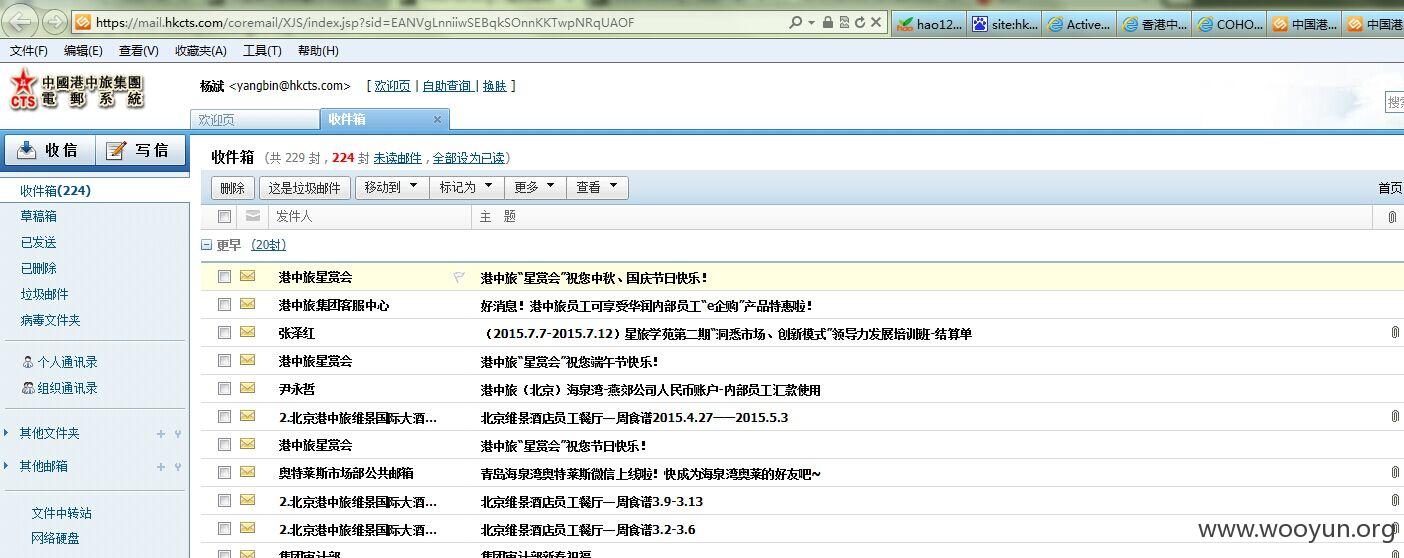 https://mail.hkcts.com/coremail/XJS/index.jsp?sid=EANVgLnniiwSEBqkSOnnKKTwpNRqUAOF
hao12... site:hk... Active... 香港中... COHO... 中国港... 中国港
文件(F) 编辑(E) 查看(V) 收藏夹(A) 工具(T) 帮助(H)
CTS 中國港中旅集團
電郵系統
杨斌 <yangbin@hkcts.com> [ 欢迎页 | 自助查询 | 换肤 ]
搜索
欢迎页 收件箱 ×
收信 写信
收件箱 (共 229 封 , 224 封 未读邮件 , 全部设为已读)
删除 这是垃圾邮件 移动到 标记为 更多 查看 首页
收件箱(224)
草稿箱
已发送
已删除
垃圾邮件
病毒文件夹
个人通讯录
组织通讯录
其他文件夹
其他邮箱
文件中转站
网络硬盘
发件人 主 题
更早 (20封)
港中旅星赏会 港中旅“星赏会”祝您中秋、国庆节日快乐!
港中旅集团客服中心 好消息!港中旅员工可享受华润内部员工“e企购”产品特惠啦!
张泽红 (2015.7.7-2015.7.12)星旅学苑第二期“洞悉市场、创新模式”领导力发展培训班-结算单
港中旅星赏会 港中旅“星赏会”祝您端午节快乐!
尹永哲 港中旅(北京)海泉湾-燕郊公司人民币账户-内部员工汇款使用
2.北京港中旅维景国际大酒... 北京维景酒店员工餐厅一周食谱2015.4.27——2015.5.3
港中旅星赏会 港中旅“星赏会”祝您节日快乐!
奥特莱斯市场部公共邮箱 青岛海泉湾奥特莱斯微信上线啦!快成为海泉湾奥莱的好友吧~
2.北京港中旅维景国际大酒... 北京维景酒店员工餐厅一周食谱3.9-3.13
2.北京港中旅维景国际大酒... 北京维景酒店员工餐厅一周食谱3.2-3.6
集团审计部 集团审计部新春祝福
www.wooyun.org